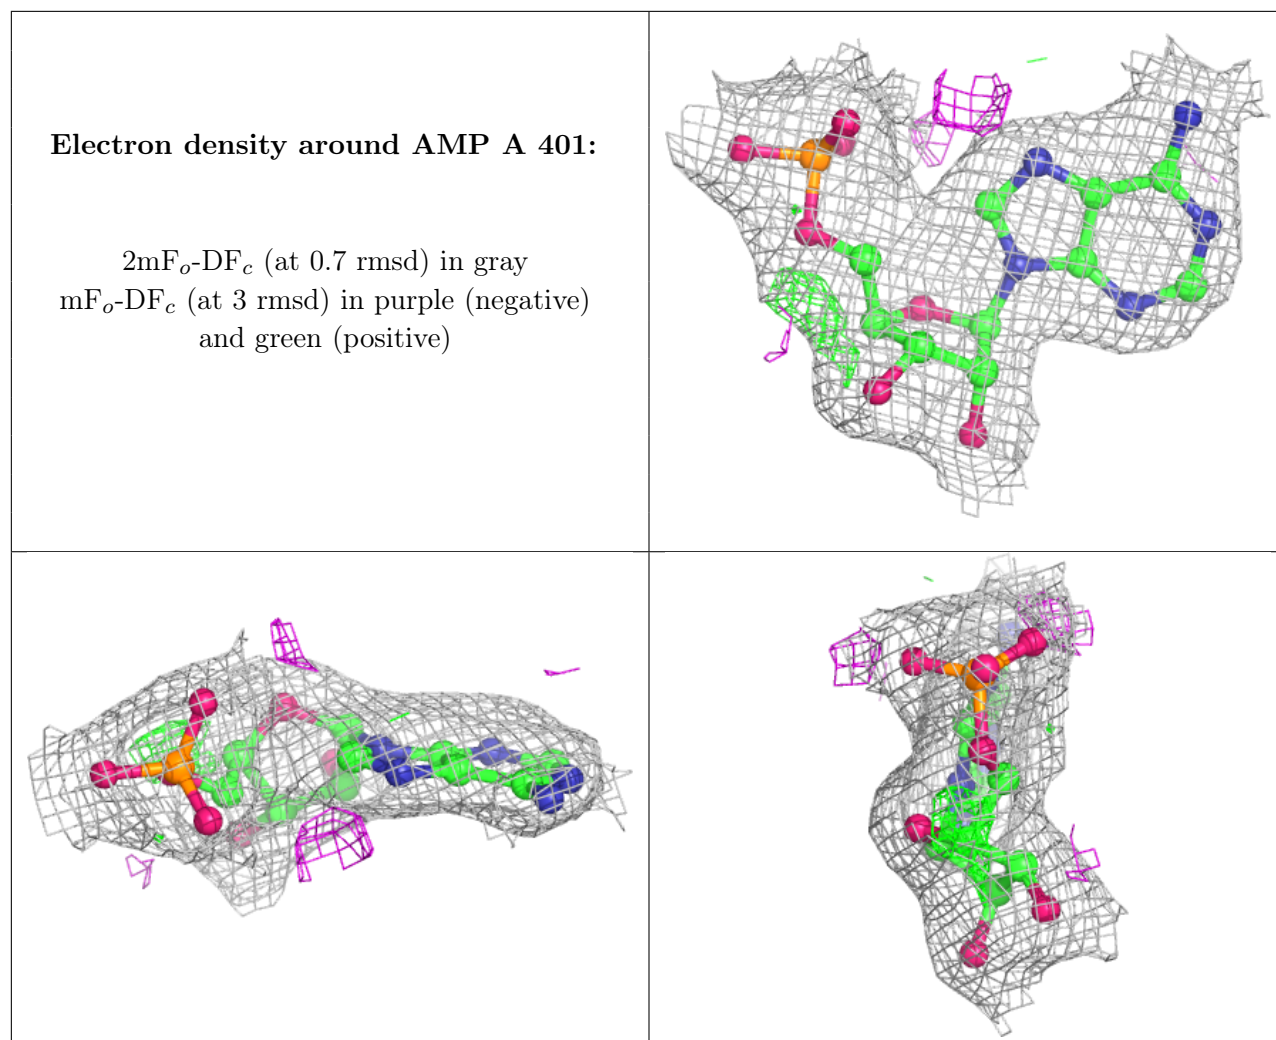 Electron density around AMP A 401:
2mFo-DFc (at 0.7 rmsd) in gray
mFo-DFc (at 3 rmsd) in purple (negative)
and green (positive)